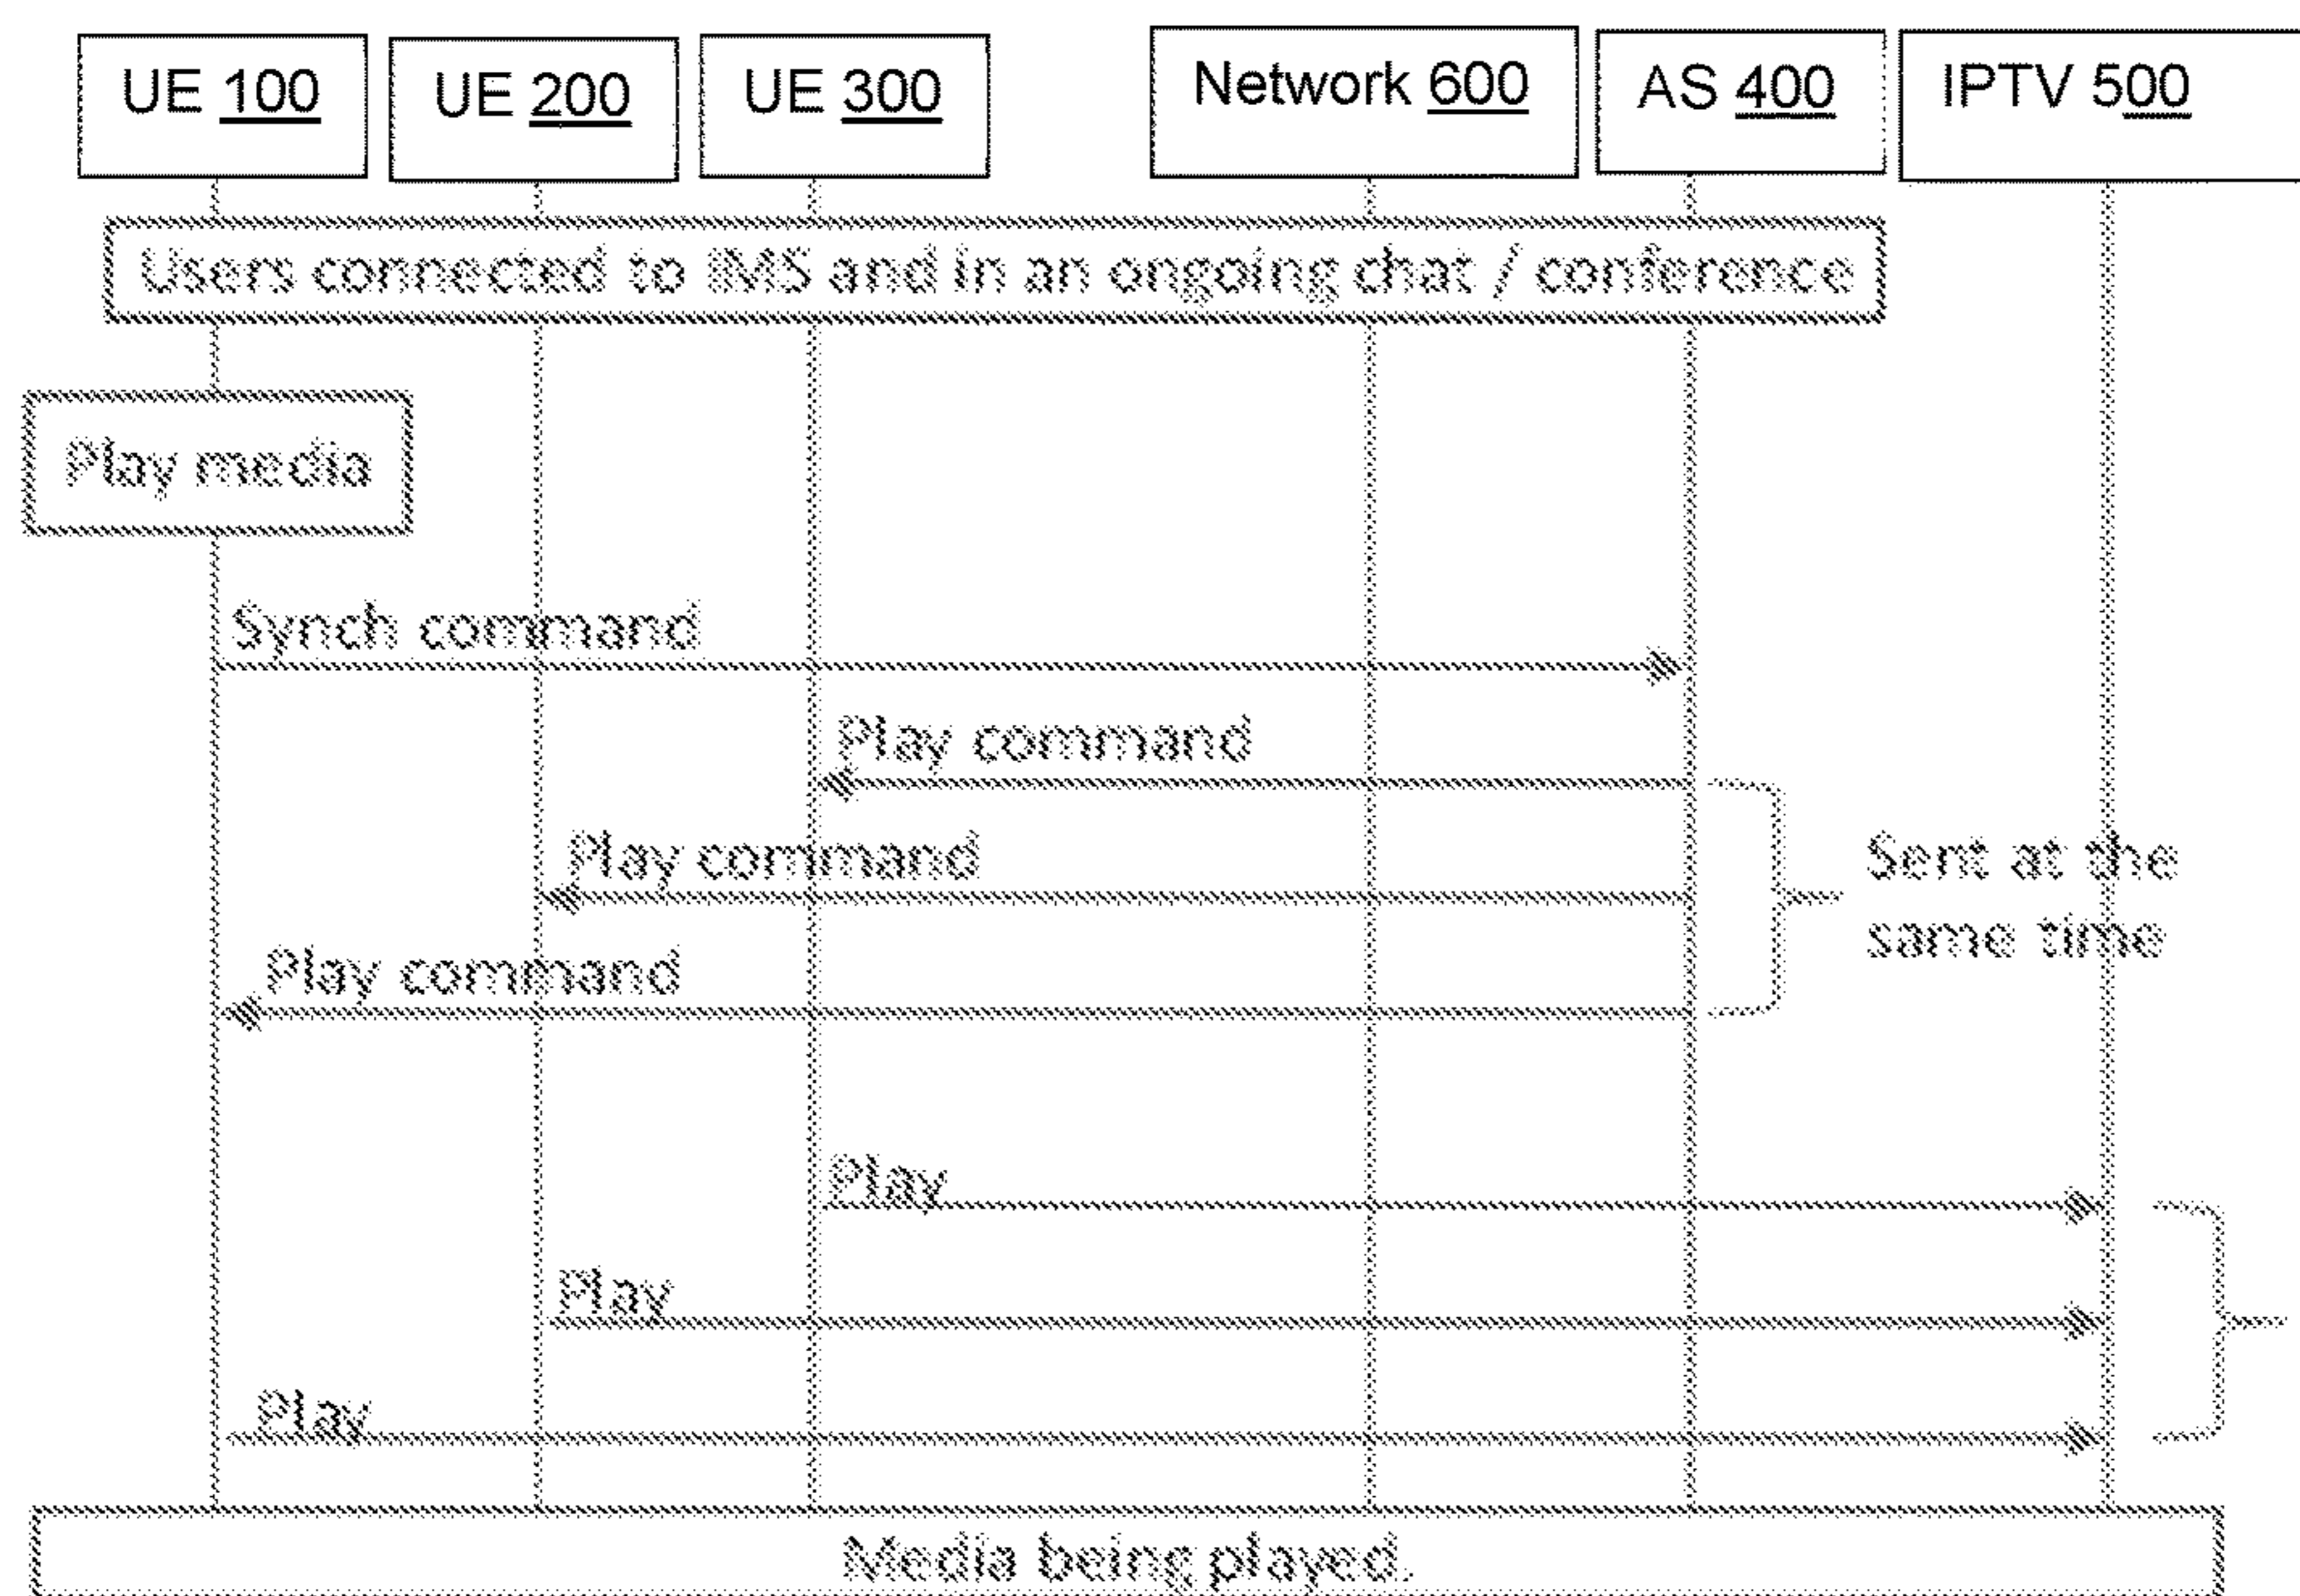 UE 100
UE 200
UE 300
Network 600
AS 400
IPTV 500
Users connected to IMS and in an ongoing chat / conference
Play media
Synch command
Play command
Play command
Sent at the
same time
Play command
Play
Play
Play
Media being played.